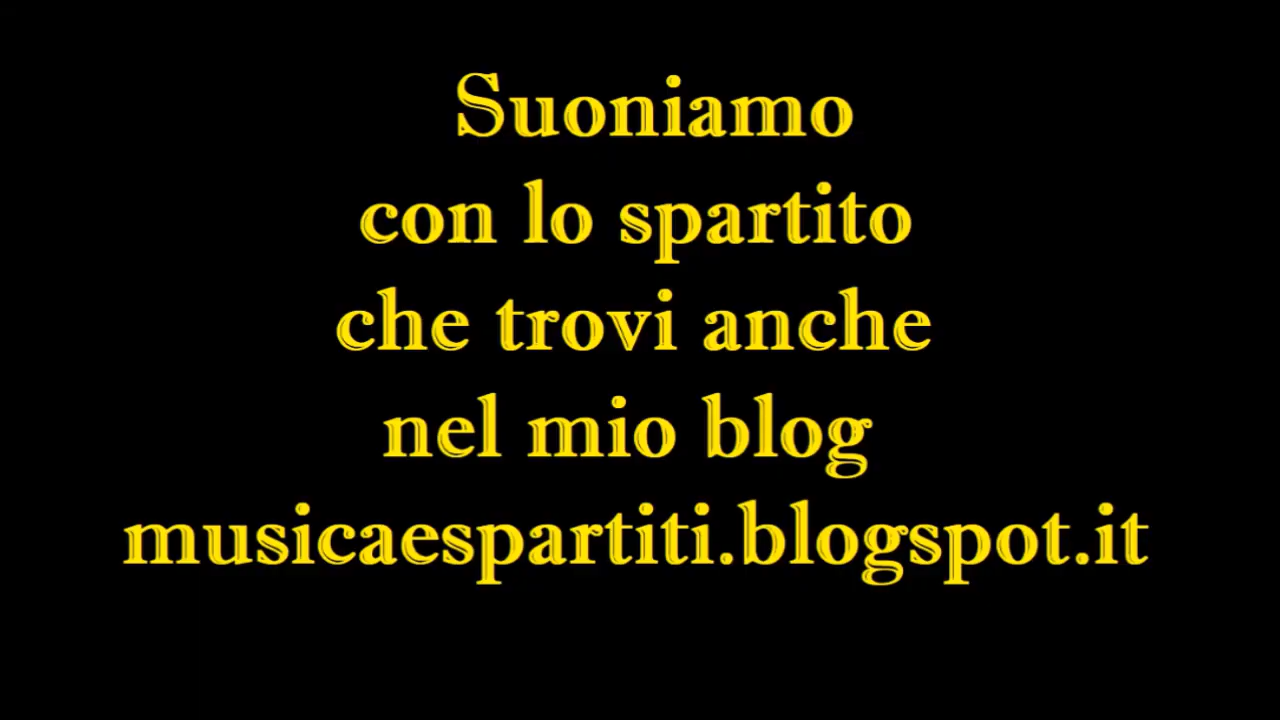 Suoniamo
con lo spartito
che trovi anche
nel mio blog
musicaespartiti.blogspot.it